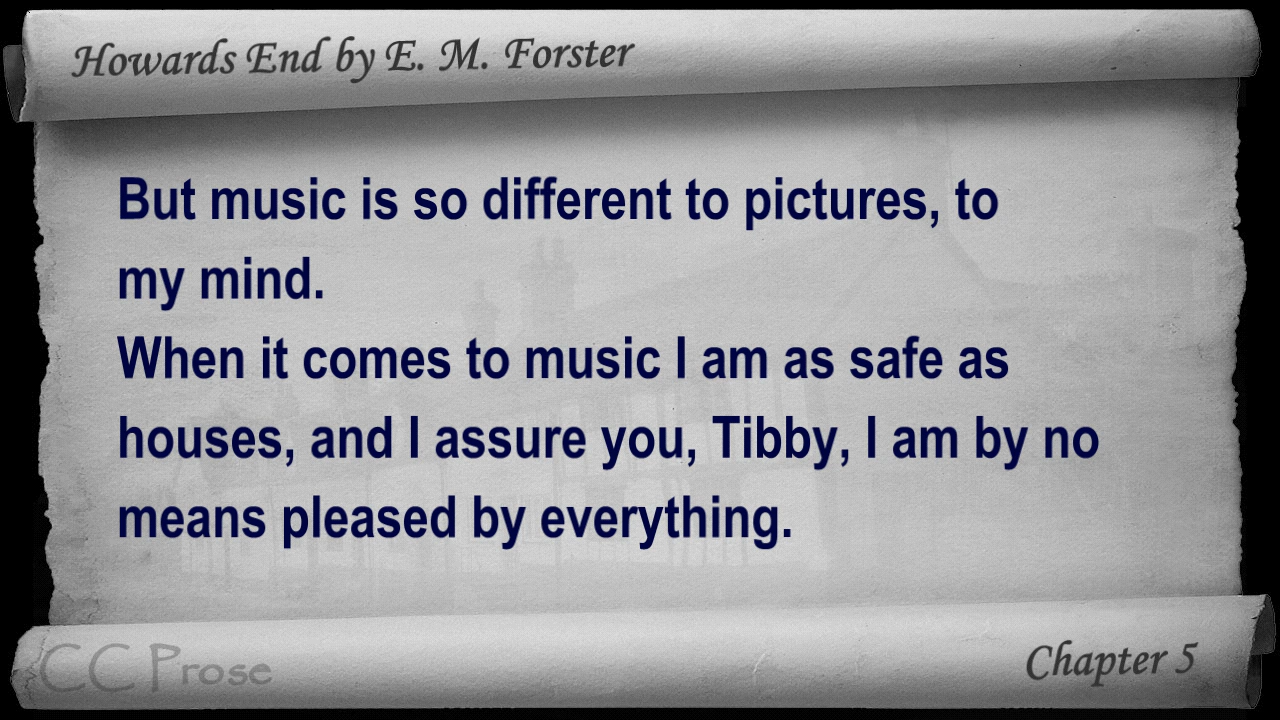 Howards End by E. M. Forster
But music is so different to pictures, to
my mind.
When it comes to music I am as safe as
houses, and I assure you, Tibby, I am by no
means pleased by everything.
CC Prose
Chapter 5